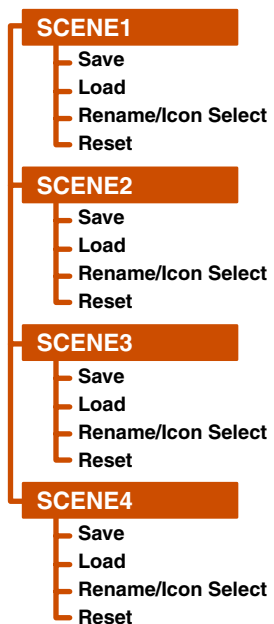 SCENE1
Save
Load
Rename/Icon Select
Reset
SCENE2
Save
Load
Rename/Icon Select
Reset
SCENE3
Save
Load
Rename/Icon Select
Reset
SCENE4
Save
Load
Rename/Icon Select
Reset